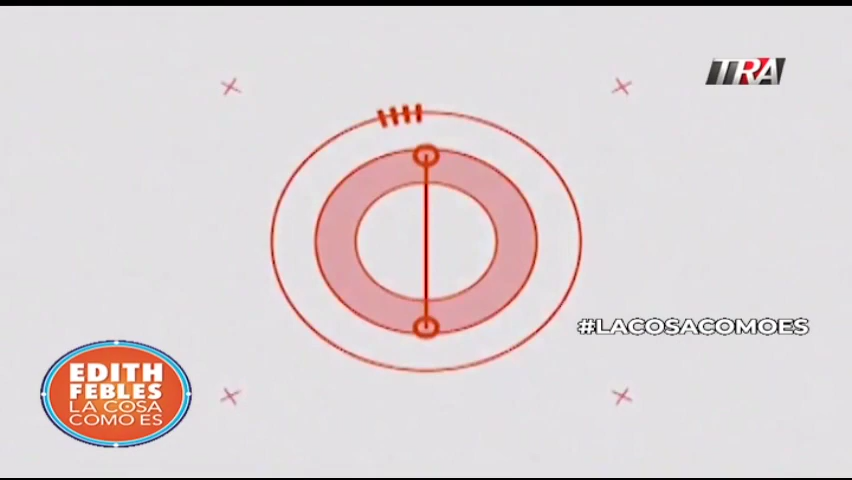 TRA
#LACOSACOMOES
EDITH
FEBLES
LA COSA
COMO ES